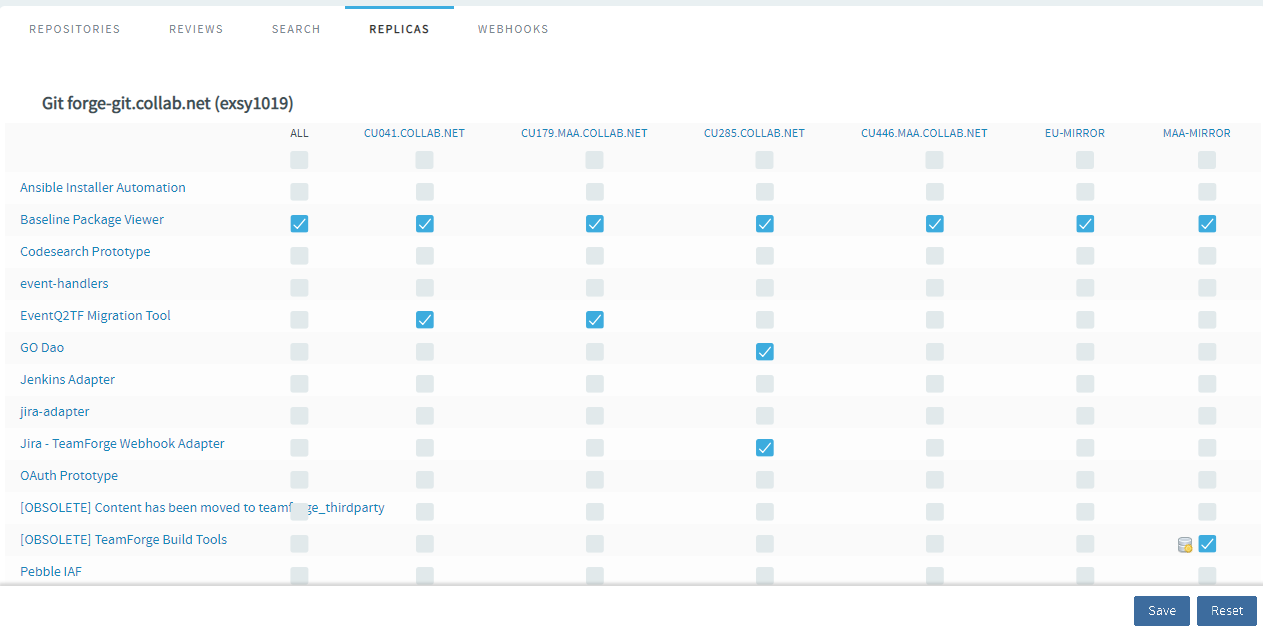 REPOSITORIES REVIEWS SEARCH REPLICAS WEBHOOKS
Git forge-git.collab.net (exsy1019)
ALL CU041.COLLAB.NET CU179.MAA.COLLAB.NET CU285.COLLAB.NET CU446.MAA.COLLAB.NET EU-MIRROR MAA-MIRROR
Ansible Installer Automation
Baseline Package Viewer
Codesearch Prototype
event-handlers
EventQ2TF Migration Tool
GO Dao
Jenkins Adapter
jira-adapter
Jira - TeamForge Webhook Adapter
OAuth Prototype
[OBSOLETE] Content has been moved to teamforge_thirdparty
[OBSOLETE] TeamForge Build Tools
Pebble IAF
Save Reset